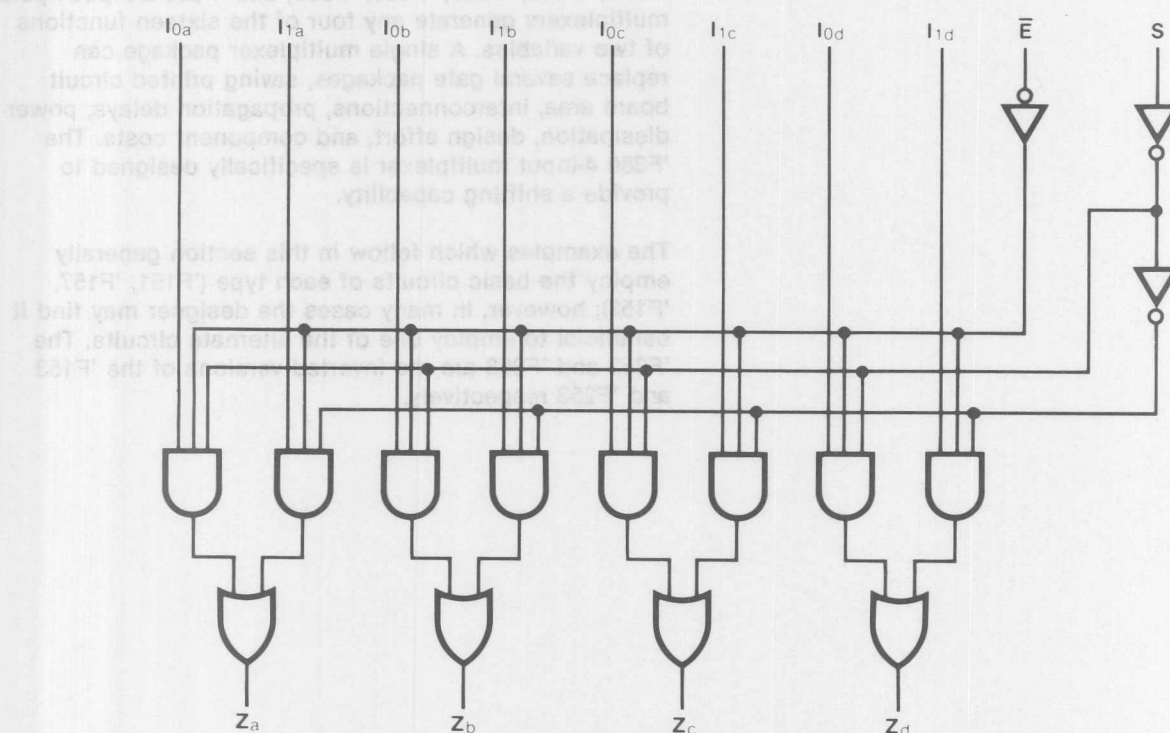 multiplexers generate any four of the sixteen functions
of two variables. A single multiplexer package can
replace several gate packages, saving printed circuit
board area, interconnections, propagation delays, power
dissipation, design effort, and component costs. The
4-input multiplexer is specifically designed to
provide a shifting capability.
The examples which follow in this section generally
employ the basic circuits of each type ('F151, 'F157,
'F153); however, in many cases the designer may find it
beneficial to employ one of the alternate circuits. The
and are the inverted versions of the 'F153
and 'F253 respectively.
I0a I1a I0b I1b I0c I1c I0d I1d E̅ S
Za Zb Zc Zd